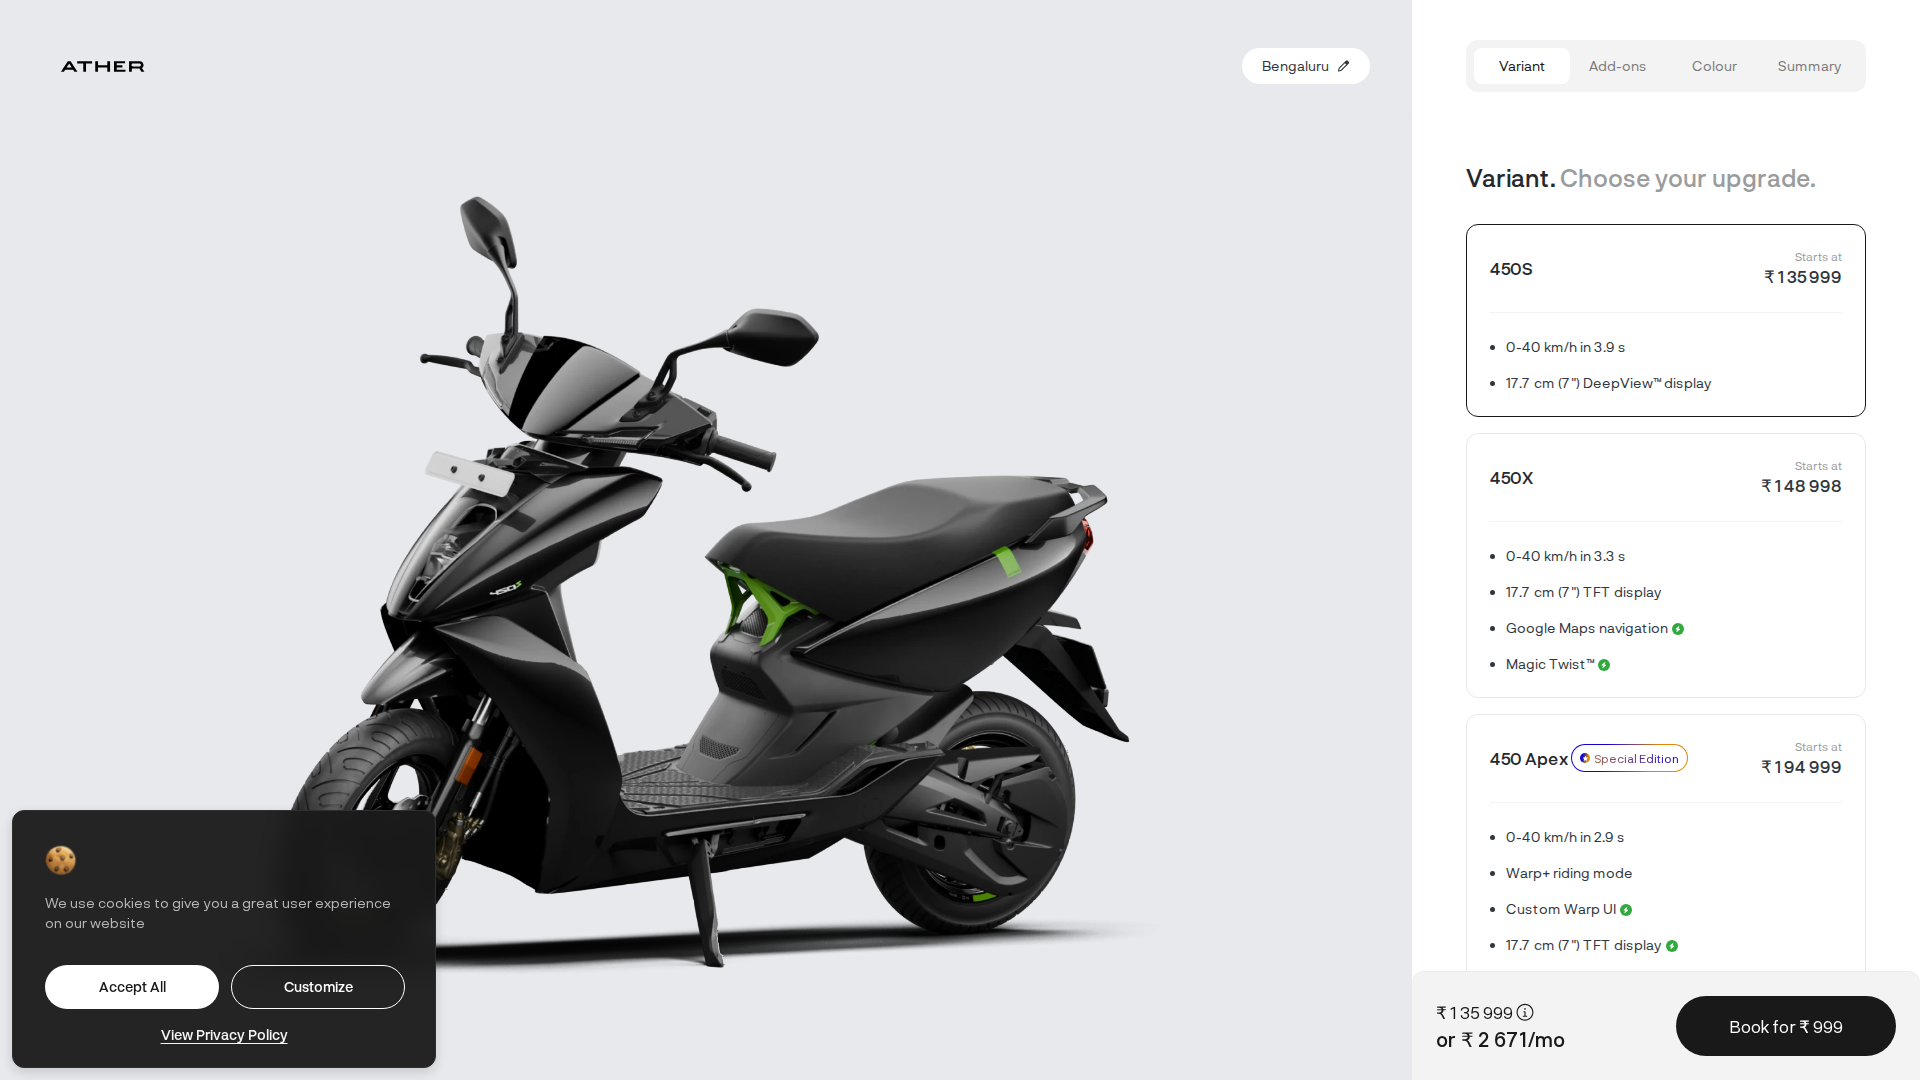 ATHER
Bengaluru
450S
We use cookies to give you a great user experience
on our website
Accept All
Customize
View Privacy Policy
Variant
Add-ons
Colour
Summary
Variant. Choose your upgrade.
450S
Starts at
₹ 135 999
• 0-40 km/h in 3.9 s
• 17.7 cm (7") DeepView™ display
450X
Starts at
₹ 148 998
• 0-40 km/h in 3.3 s
• 17.7 cm (7") TFT display
• Google Maps navigation
• Magic Twist™
450 Apex
Special Edition
Starts at
₹ 194 999
• 0-40 km/h in 2.9 s
• Warp+ riding mode
• Custom Warp UI
• 17.7 cm (7") TFT display
₹ 135 999
or ₹ 2 671/mo
Book for ₹ 999